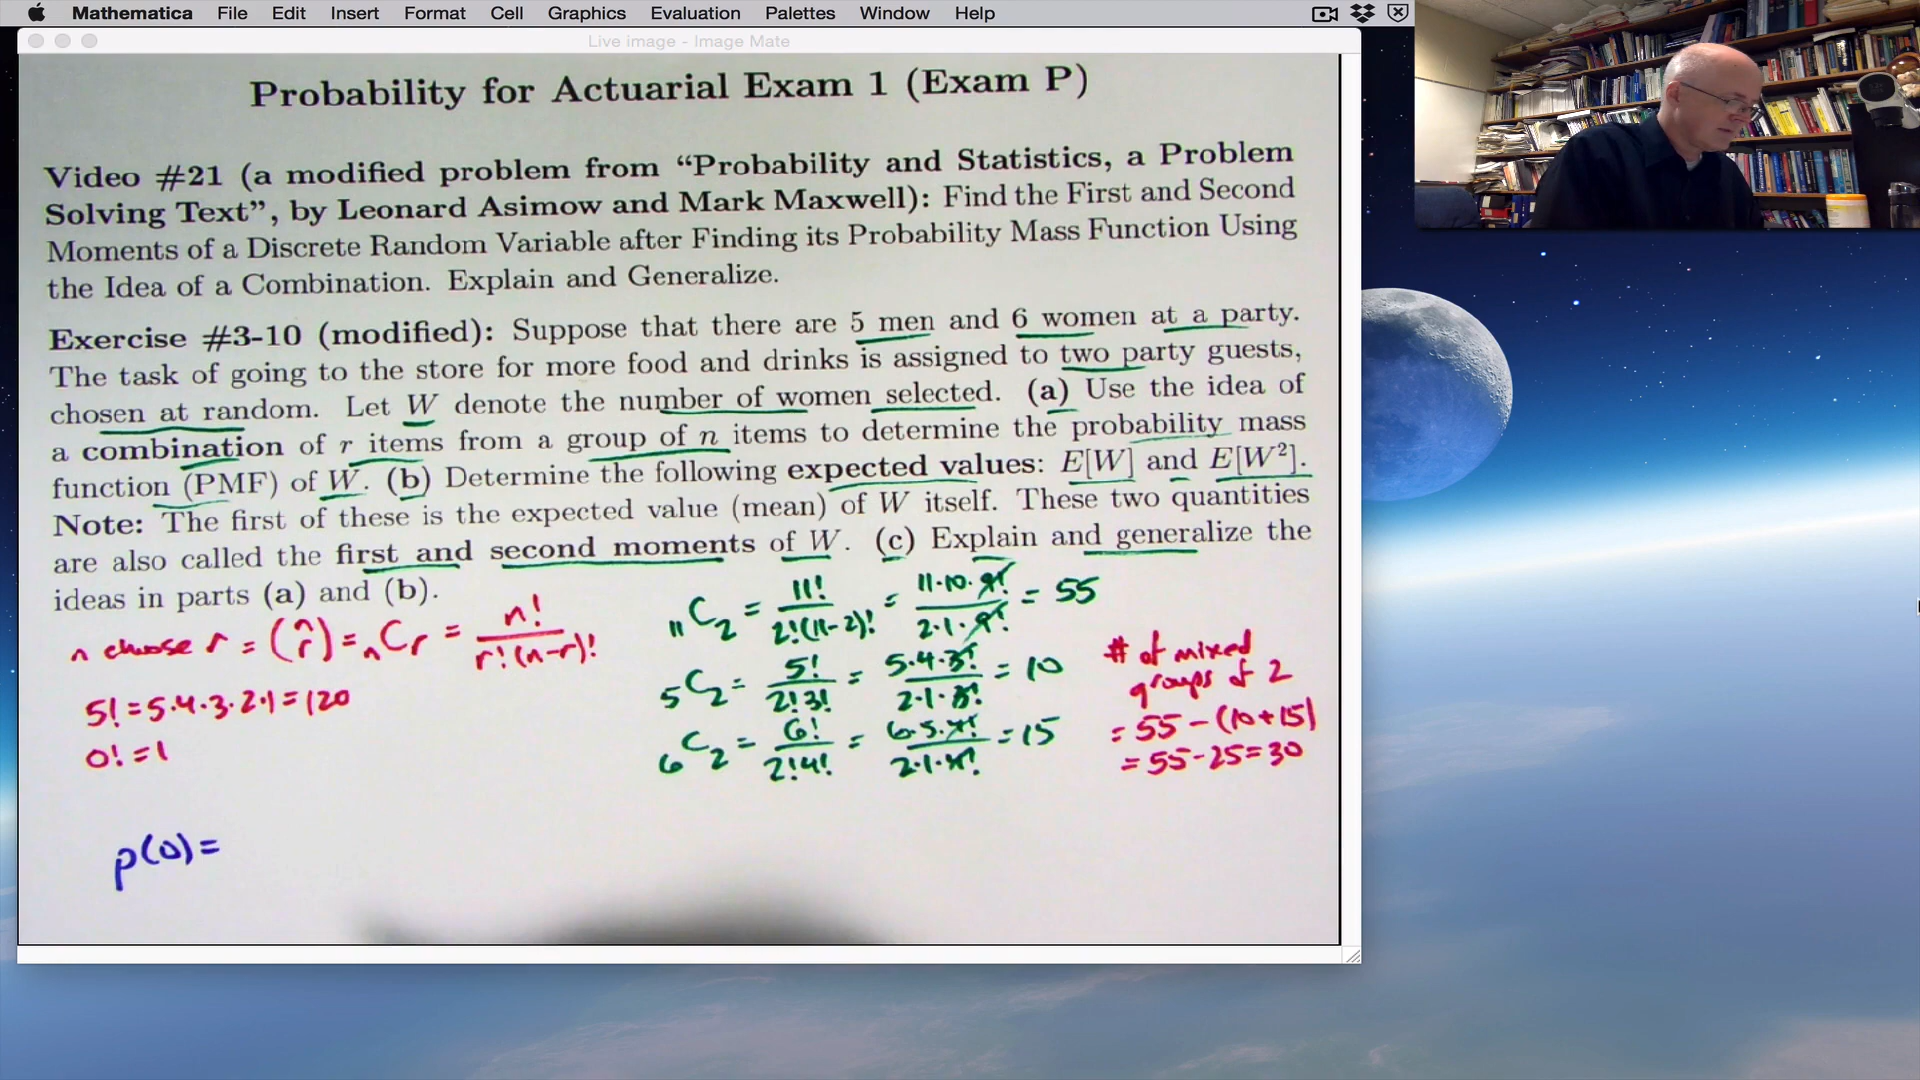 Mathematica File Edit Insert Format Cell Graphics Evaluation Palettes Window Help
Live image - Image Mate
Probability for Actuarial Exam 1 (Exam P)
Video #21 (a modified problem from “Probability and Statistics, a Problem
Solving Text”, by Leonard Asimow and Mark Maxwell): Find the First and Second
Moments of a Discrete Random Variable after Finding its Probability Mass Function Using
the Idea of a Combination. Explain and Generalize.
Exercise #3-10 (modified): Suppose that there are 5 men and 6 women at a party.
The task of going to the store for more food and drinks is assigned to two party guests,
chosen at random. Let W denote the number of women selected. (a) Use the idea of
a combination of r items from a group of n items to determine the probability mass
function (PMF) of W. (b) Determine the following expected values: E[W] and E[W²].
Note: The first of these is the expected value (mean) of W itself. These two quantities
are also called the first and second moments of W. (c) Explain and generalize the
ideas in parts (a) and (b).
n choose r = (n r) = nCr = n!/r!(n-r)!
5! = 5·4·3·2·1 = 120
0! = 1
11C2 = 11!/2!(11-2)! = 11·10·9!/2·1·9! = 55
5C2 = 5!/2!3! = 5·4·3!/2·1·3! = 10
6C2 = 6!/2!4! = 6·5·4!/2·1·4! = 15
# of mixed
groups of 2
= 55 - (10+15)
= 55-25=30
p(0)=